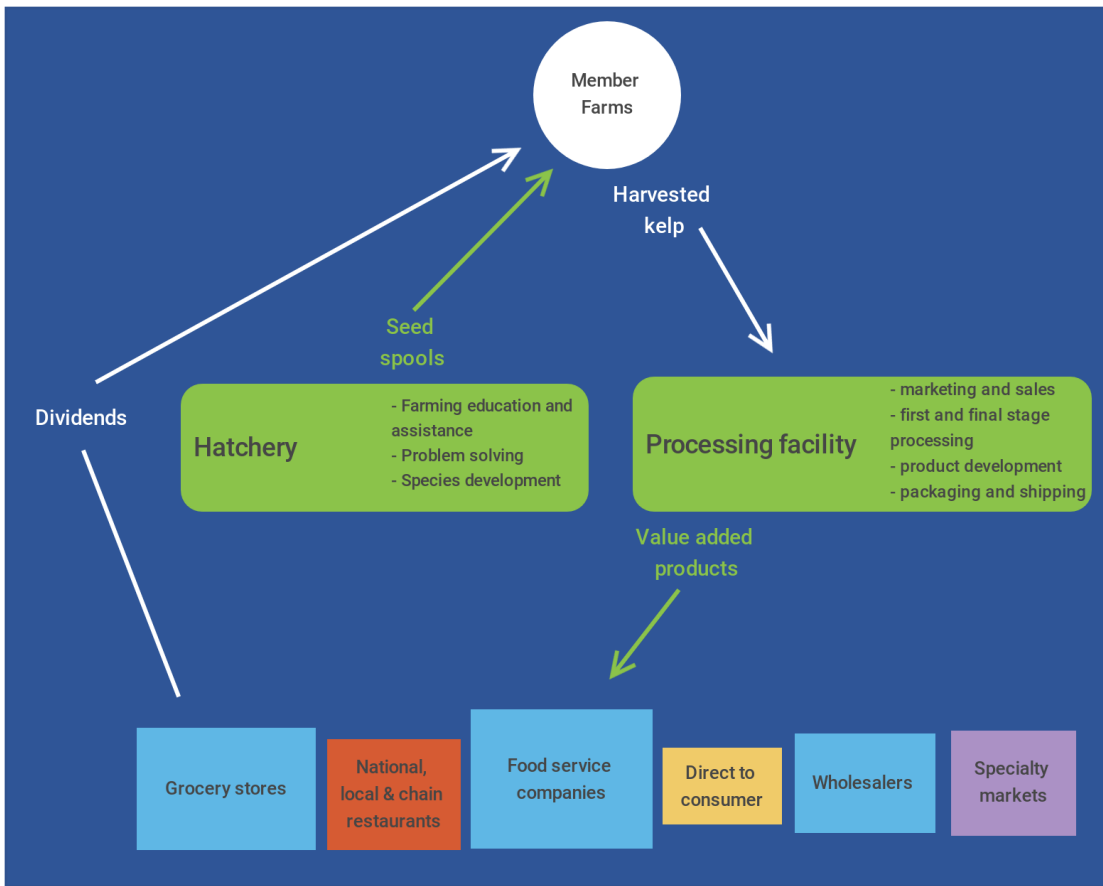 Member
Farms
Harvested
kelp
Seed
spools
Dividends
Hatchery
- Farming education and
assistance
- Problem solving
- Species development
Processing facility
- marketing and sales
- first and final stage
processing
- product development
- packaging and shipping
Value added
products
Grocery stores
National,
local & chain
restaurants
Food service
companies
Direct to
consumer
Wholesalers
Specialty
markets